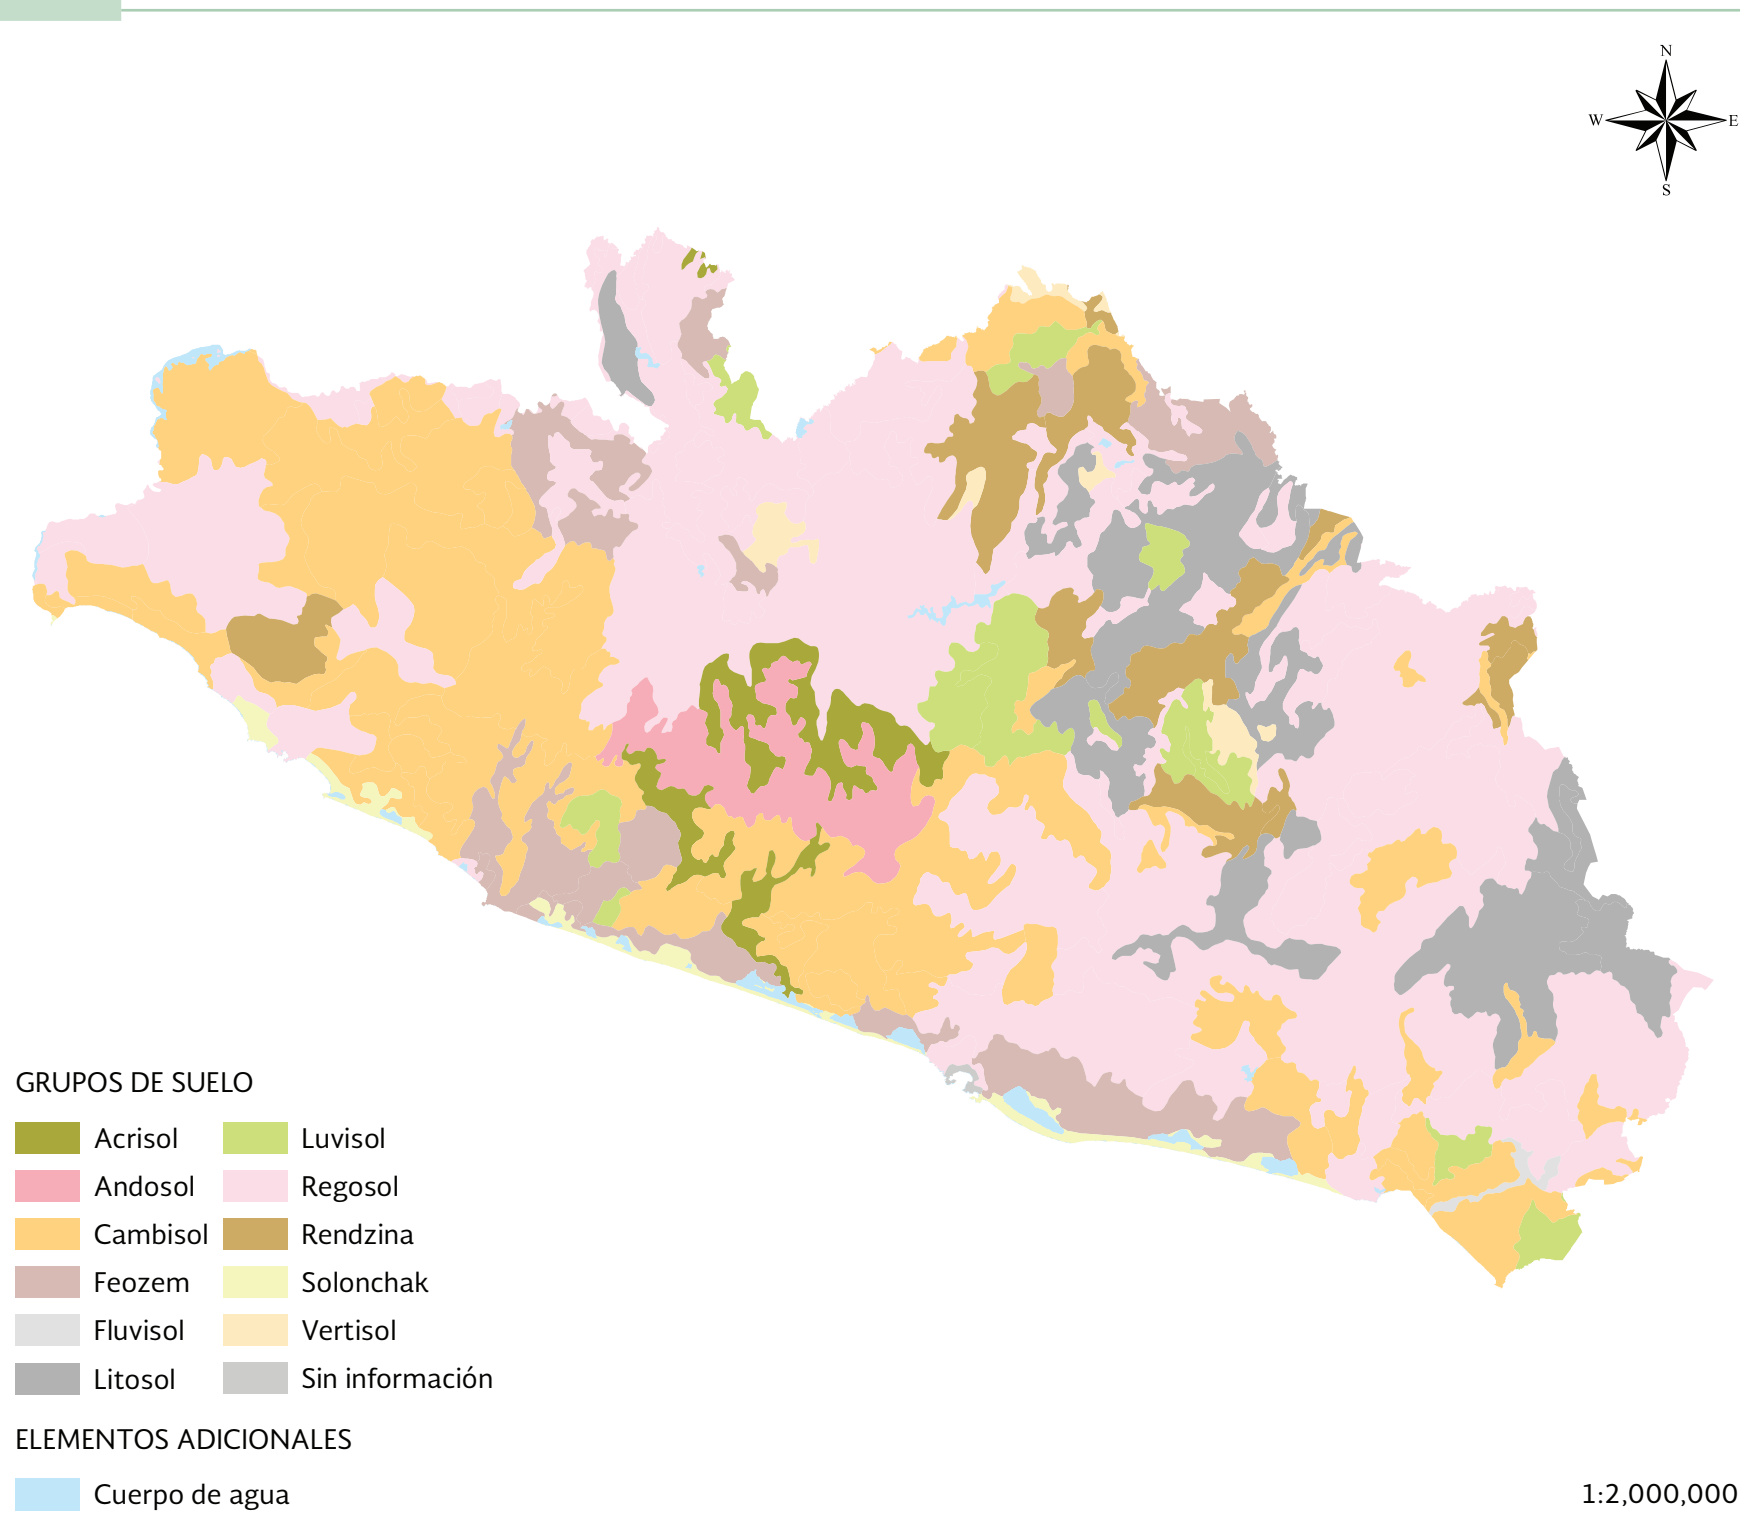 N
W E
S
GRUPOS DE SUELO
Acrisol Luvisol
Andosol Regosol
Cambisol Rendzina
Feozem Solonchak
Fluvisol Vertisol
Litosol Sin información
ELEMENTOS ADICIONALES
Cuerpo de agua
1:2,000,000